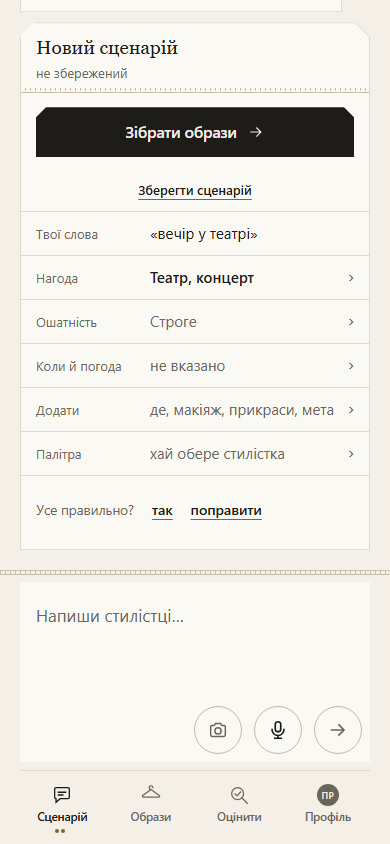 Новий сценарій
не збережений
Зібрати образи →
Зберегти сценарій
Твої слова «вечір у театрі»
Нагода Театр, концерт ›
Ошатність Строге ›
Коли й погода не вказано ›
Додати де, макіяж, прикраси, мета ›
Палітра хай обере стилістка ›
Усе правильно? так поправити
Напиши стилістці...
Сценарій Образи Оцінити ПР Профіль